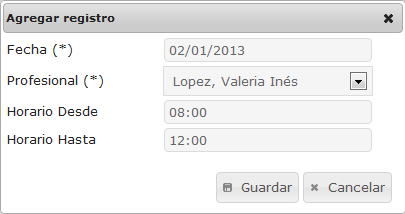 Agregar registro
Fecha (*) 02/01/2013
Profesional (*) Lopez, Valeria Inés
Horario Desde 08:00
Horario Hasta 12:00
Guardar Cancelar